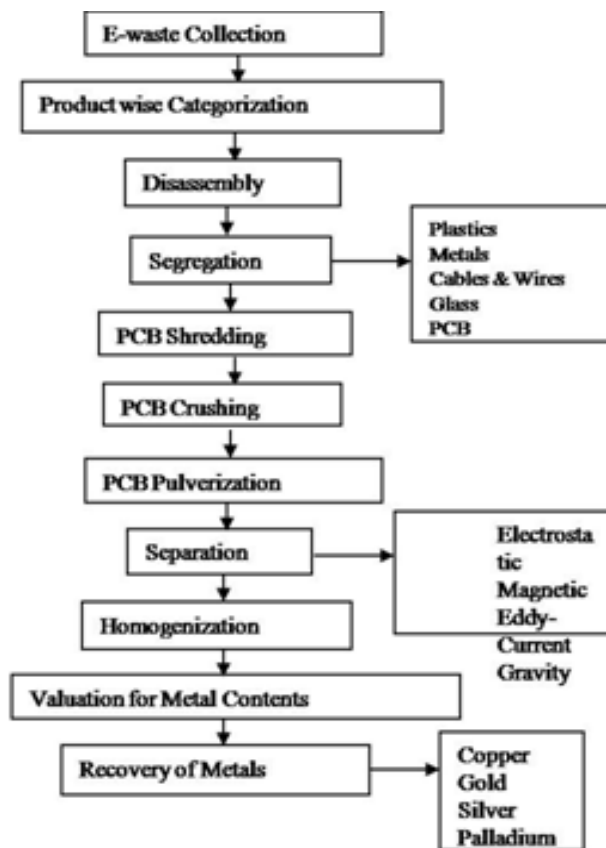 E-waste Collection
Product wise Categorization
Disassembly
Segregation
Plastics
Metals
Cables & Wires
Glass
PCB
PCB Shredding
PCB Crushing
PCB Pulverization
Separation
Electrosta
tic
Magnetic
Eddy-
Current
Gravity
Homogenization
Valuation for Metal Contents
Recovery of Metals
Copper
Gold
Silver
Palladium